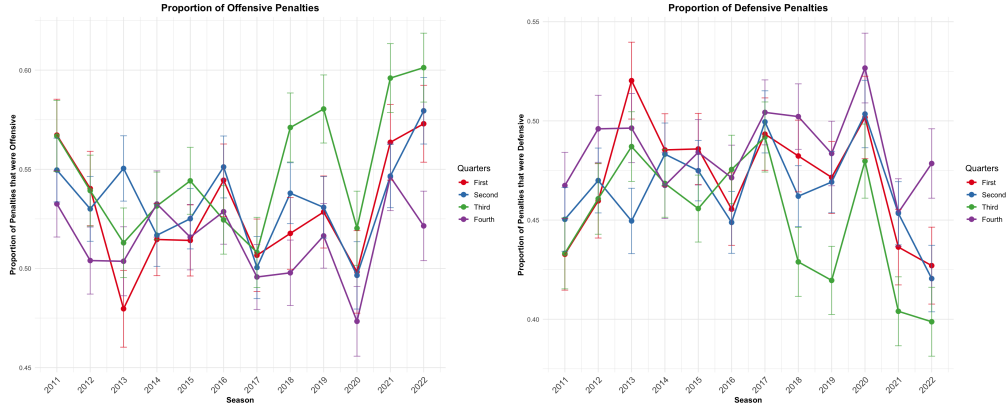 Proportion of Offensive Penalties
Proportion of Penalties that were Offensive
0.60
0.55
0.50
0.45
2011
2012
2013
2014
2015
2016
2017
2018
2019
2020
2021
2022
Season
Quarters
First
Second
Third
Fourth
Proportion of Defensive Penalties
Proportion of Penalties that were Defensive
0.55
0.50
0.45
0.40
2011
2012
2013
2014
2015
2016
2017
2018
2019
2020
2021
2022
Season
Quarters
First
Second
Third
Fourth